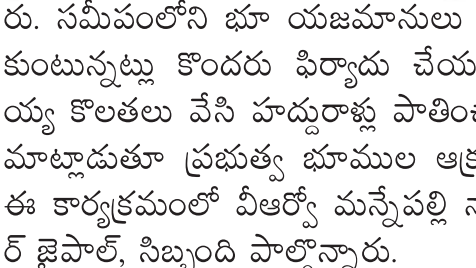 రు. సమీపంలోని భూ యజమానులు
కుంటున్నట్లు కొందరు ఫిర్యాదు చేయ
య్య కొలతలు వేసి హద్దురాళ్లు పాతించ
మాట్లాడుతూ ప్రభుత్వ భూముల ఆక్ర
ఈ కార్యక్రమంలో వీఆర్వో మన్నేపల్లి
ర్ జైపాల్, సిబ్బంది పాల్గొన్నారు.